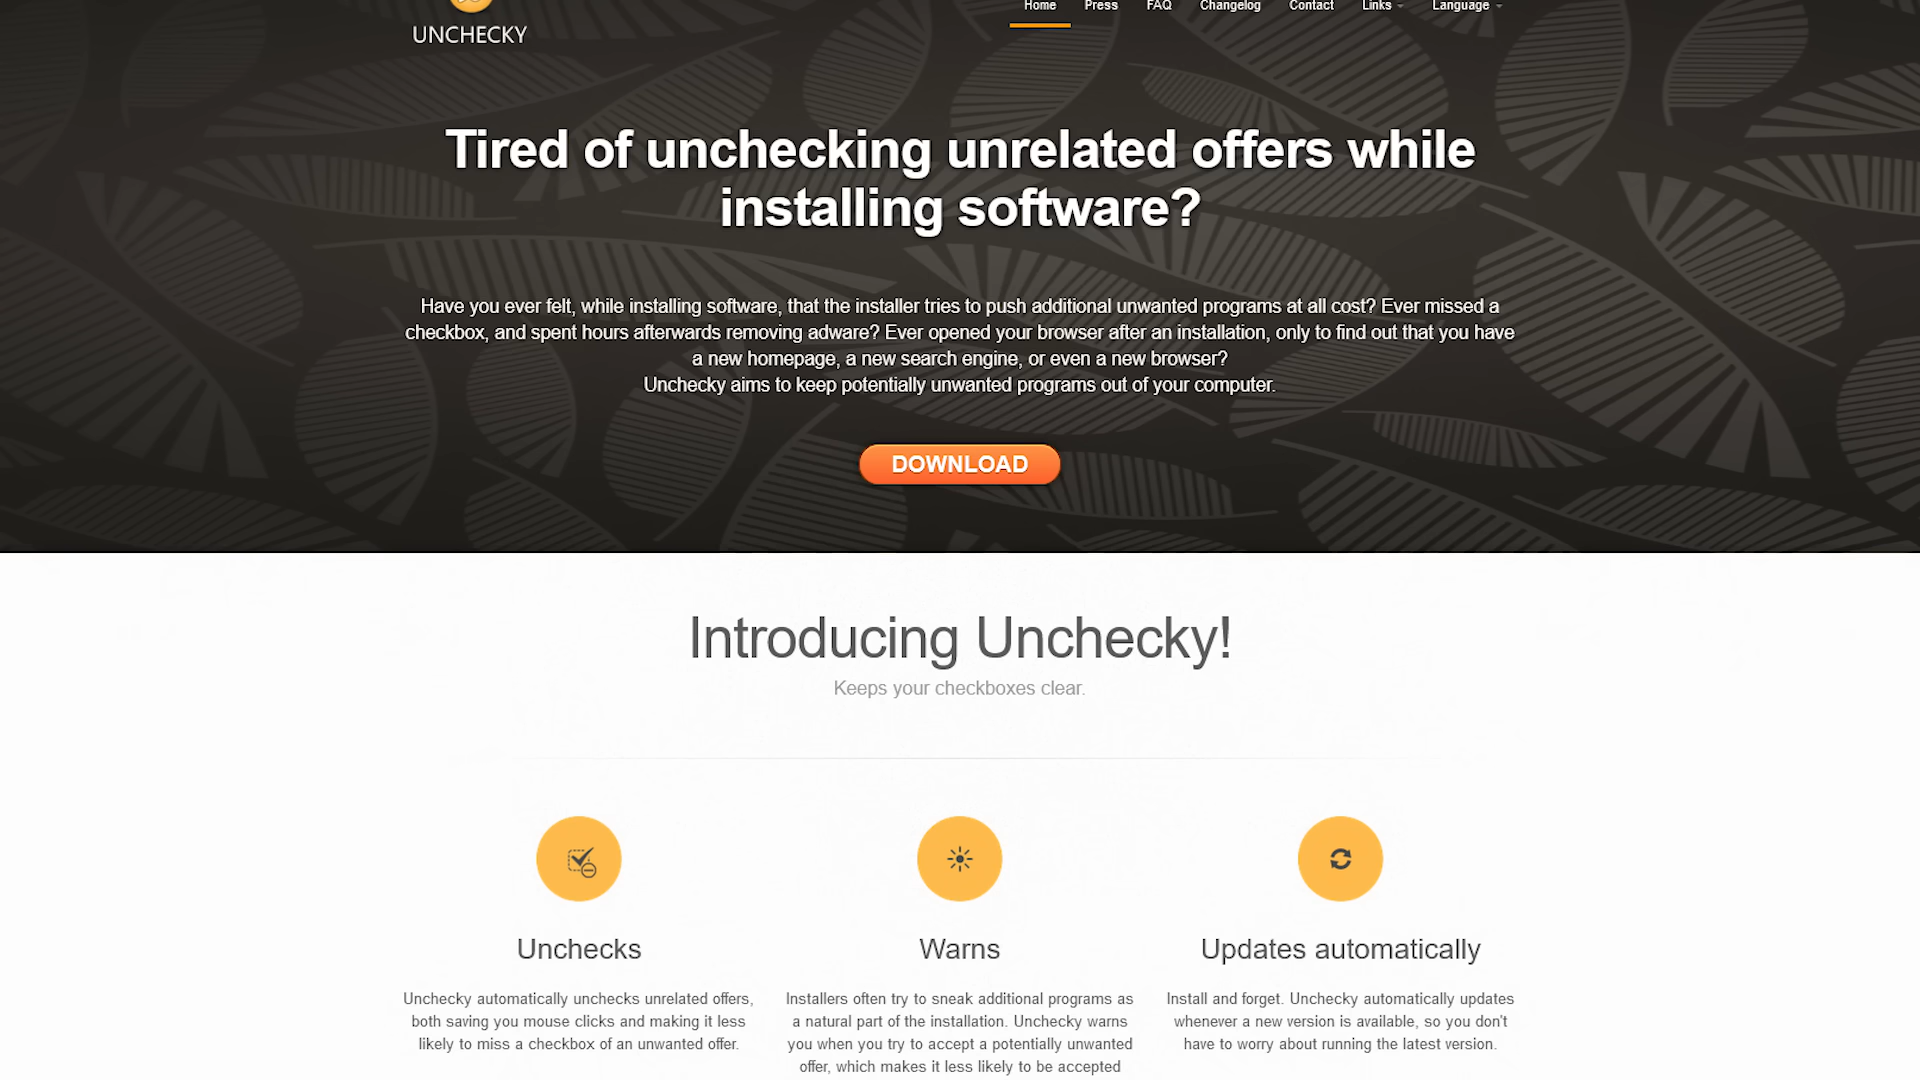 UNCHECKY
Home Press FAQ Changelog Contact Links Language
Tired of unchecking unrelated offers while
installing software?
Have you ever felt, while installing software, that the installer tries to push additional unwanted programs at all cost? Ever missed a
checkbox, and spent hours afterwards removing adware? Ever opened your browser after an installation, only to find out that you have
a new homepage, a new search engine, or even a new browser?
Unchecky aims to keep potentially unwanted programs out of your computer.
DOWNLOAD
Introducing Unchecky!
Keeps your checkboxes clear.
Unchecks
Unchecky automatically unchecks unrelated offers,
both saving you mouse clicks and making it less
likely to miss a checkbox of an unwanted offer.
Warns
Installers often try to sneak additional programs as
a natural part of the installation. Unchecky warns
you when you try to accept a potentially unwanted
offer, which makes it less likely to be accepted
Updates automatically
Install and forget. Unchecky automatically updates
whenever a new version is available, so you don't
have to worry about running the latest version.